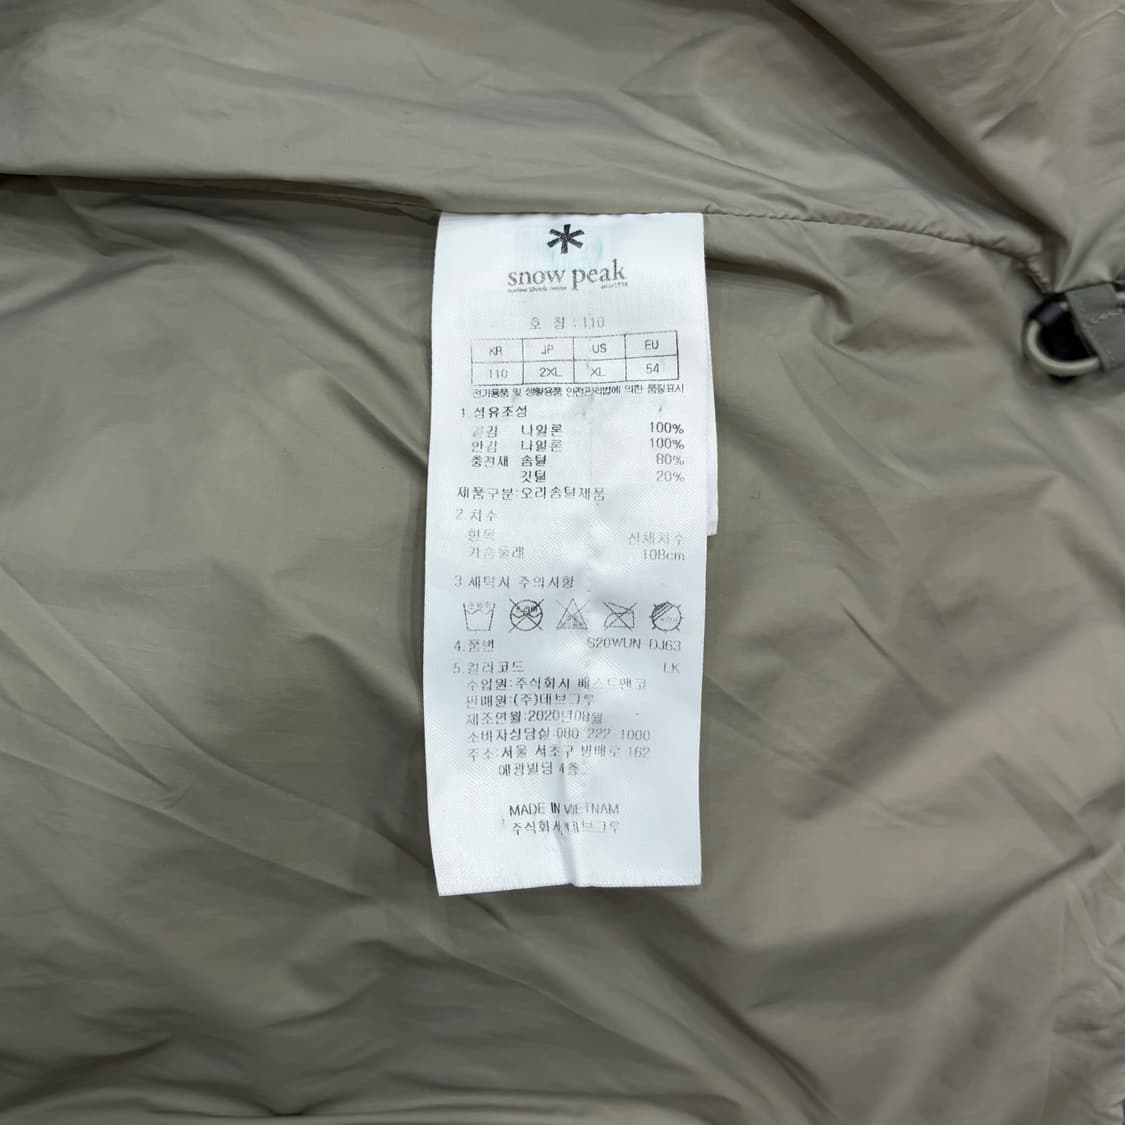 snow peak
호 칭 : 110
KR JP US EU
110 2XL XL 54
전기용품 및 생활용품 안전관리법에 의한 품질표시
1.섬유조성
겉감 나일론 100%
안감 나일론 100%
충전재 솜털 80%
깃털 20%
제품구분:오리솜털제품
2.치수
항목 신체치수
가슴둘레 108cm
3.세탁시 주의사항
4.품번 S20WUN-DJ63
5.컬러코드 LK
수입원:주식회사 베스트앤코
판매원:(주)데브그루
제조연월:2020년08월
소비자상담실:080 222 1000
주소:서울 서초구 방배로 162
예광빌딩 4층
MADE IN VIETNAM
주식회사 데브그루